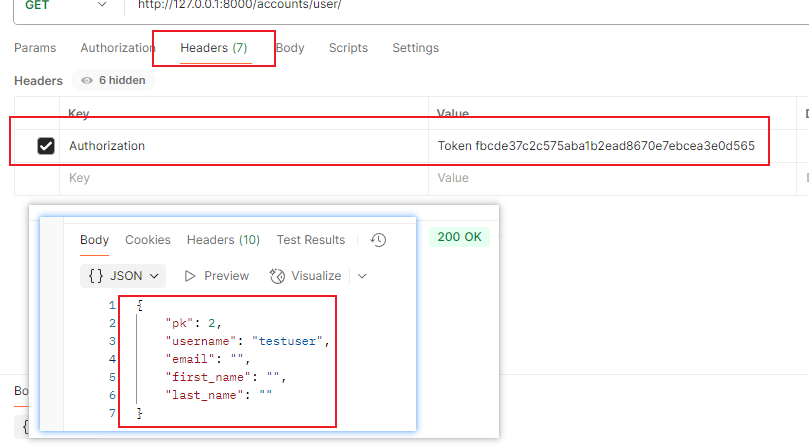 GET http://127.0.0.1:8000/accounts/user/
Params Authorization Headers (7) Body Scripts Settings
Headers 6 hidden
Key Value
Authorization Token fbcde37c2c575aba1b2ead8670e7ebcea3e0d565
Key Value
Body Cookies Headers (10) Test Results 200 OK
{} JSON Preview Visualize
1 {
2 "pk": 2,
3 "username": "testuser",
4 "email": "",
5 "first_name": "",
6 "last_name": ""
7 }
Bo
{